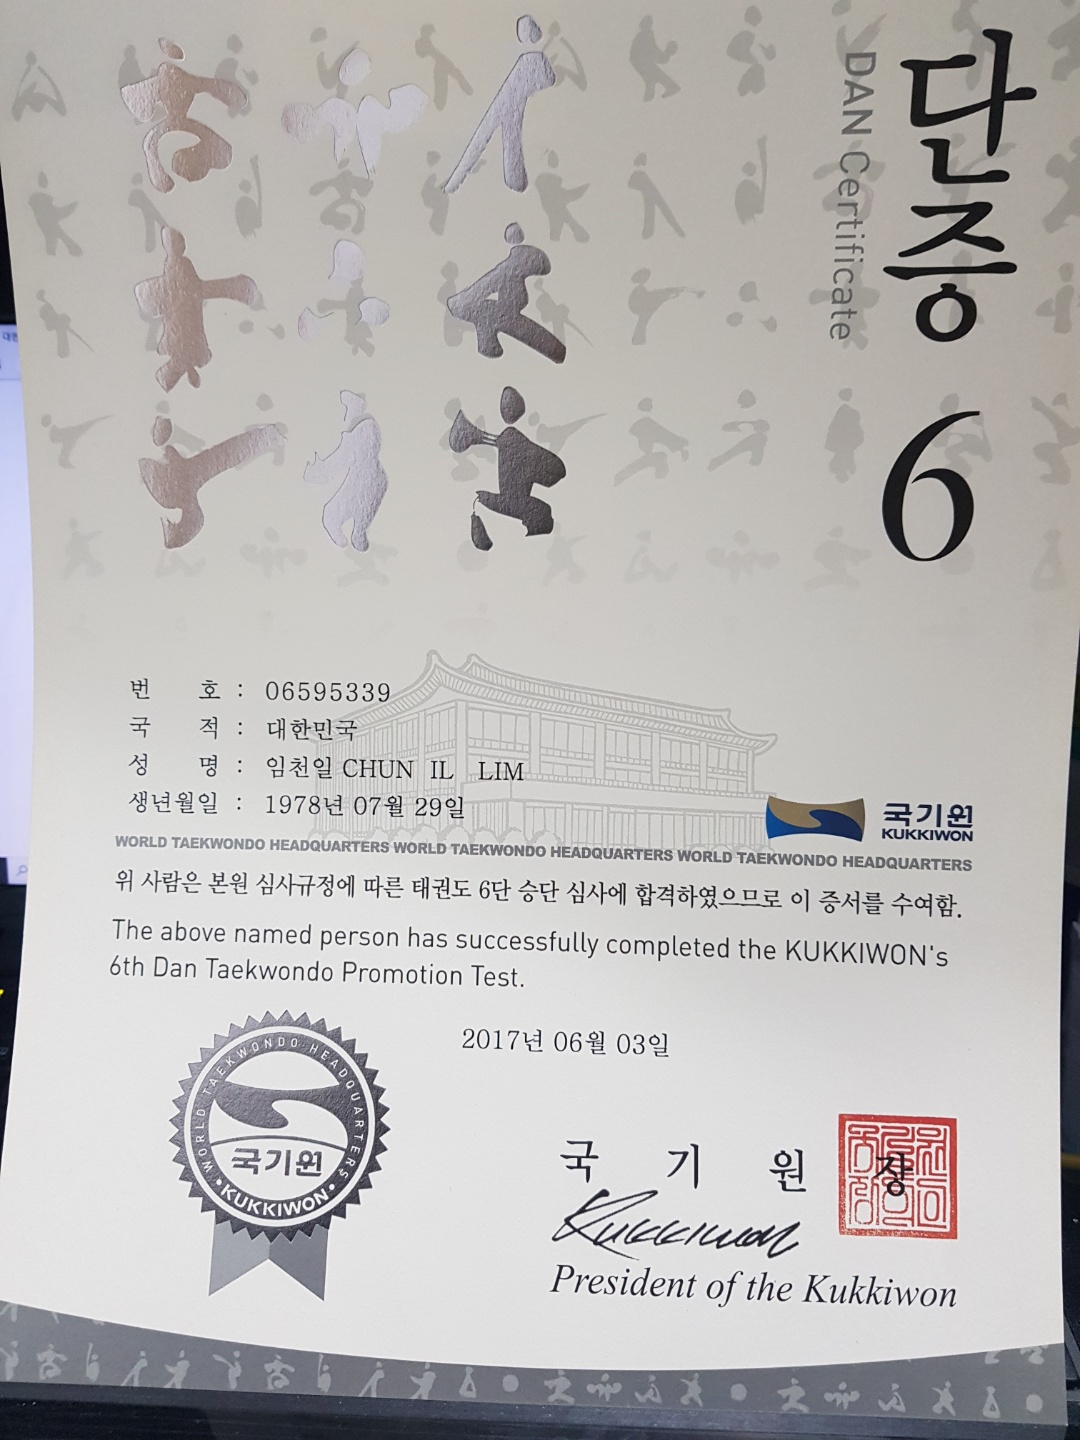 단증
DAN Certificate
6
번 호 : 06595339
국 적 : 대한민국
성 명 : 임천일 CHUN IL LIM
생년월일 : 1978년 07월 29일
국기원
KUKKIWON
WORLD TAEKWONDO HEADQUARTERS WORLD TAEKWONDO HEADQUARTERS WORLD TAEKWONDO HEADQUARTERS
위 사람은 본원 심사규정에 따른 태권도 6단 승단 심사에 합격하였으므로 이 증서를 수여함.
The above named person has successfully completed the KUKKIWON's
6th Dan Taekwondo Promotion Test.
2017년 06월 03일
WORLD TAEKWONDO HEADQUARTERS
국기원
KUKKIWON
국 기 원 장
Kukkiwon
President of the Kukkiwon